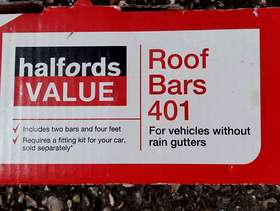 halfords
VALUE
Includes two bars and four feet
Requires a fitting kit for your car,
sold separately*
Roof
Bars
401
For vehicles without
rain gutters